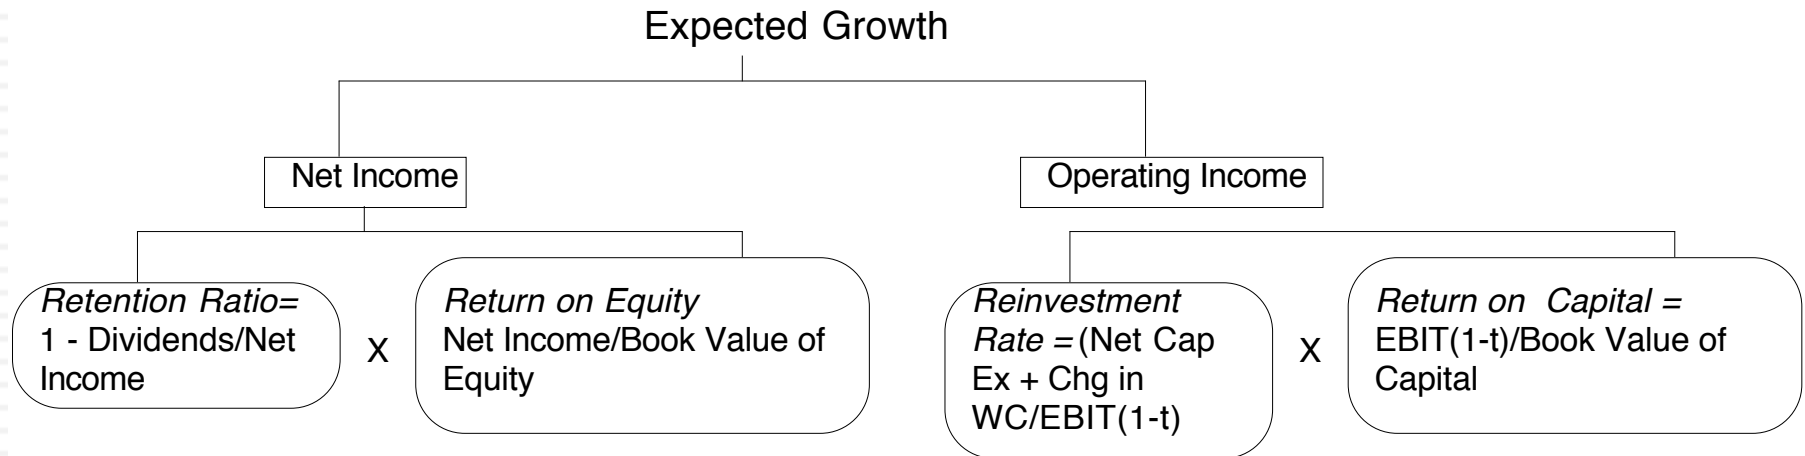 Expected Growth
Net Income
Operating Income
Retention Ratio=
1 - Dividends/Net
Income
X
Return on Equity
Net Income/Book Value of
Equity
Reinvestment
Rate = (Net Cap
Ex + Chg in
WC/EBIT(1-t)
X
Return on Capital =
EBIT(1-t)/Book Value of
Capital